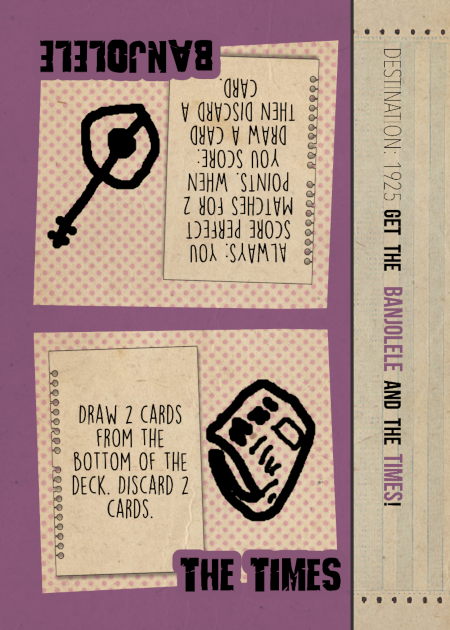 BANJOLELE
ALWAYS: YOU
SCORE PERFECT
MATCHES FOR 2
POINTS. WHEN
YOU SCORE:
DRAW A CARD
THEN DISCARD A
CARD.
DRAW 2 CARDS
FROM THE
BOTTOM OF THE
DECK. DISCARD 2
CARDS.
THE TIMES
DESTINATION: 1925 GET THE BANJOLELE AND THE TIMES!